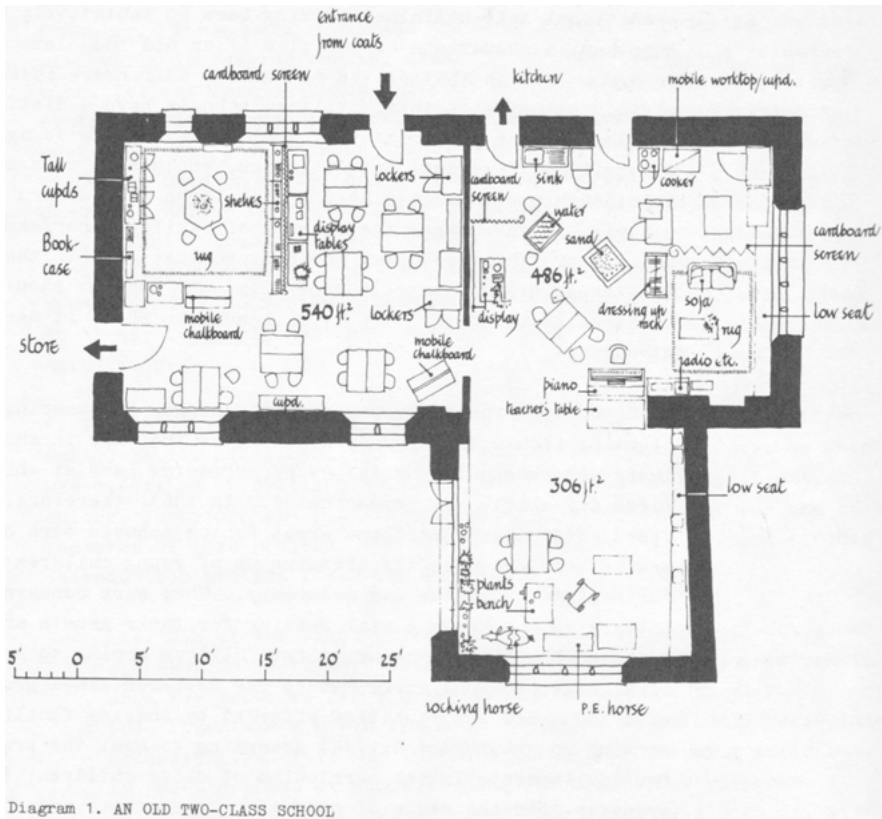 entrance
from coats
cardboard screen
kitchen
mobile worktop/cupd.
Tall
cupds
lockers
cardboard
screen
sink
cooker
shelves
water
Book-
case
rug
display
tables
sand
486 ft.²
cardboard
screen
540 ft.²
lockers
display
dressing up
rack
sofa
rug
low seat
mobile
chalkboard
STORE
mobile
chalkboard
radio etc.
piano
teacher's table
cupd.
306 ft.²
low seat
plants
bench
5' 0 5' 10' 15' 20' 25'
rocking horse
P.E. horse
Diagram 1. AN OLD TWO-CLASS SCHOOL